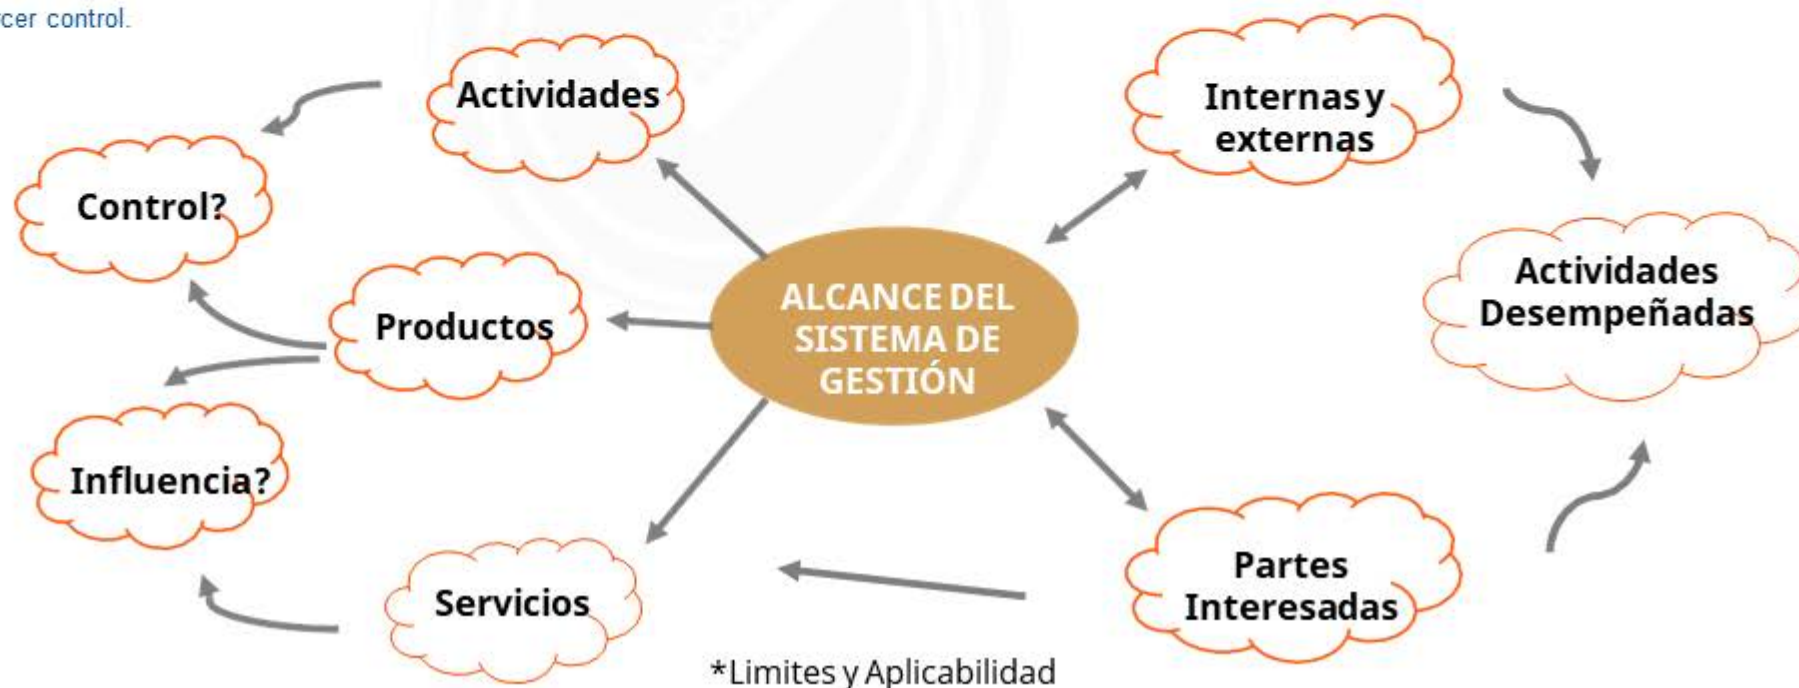 cer control.
Actividades
Internas y
externas
Control?
Productos
ALCANCE DEL
SISTEMA DE
GESTIÓN
Actividades
Desempeñadas
Influencia?
Servicios
Partes
Interesadas
*Limites y Aplicabilidad